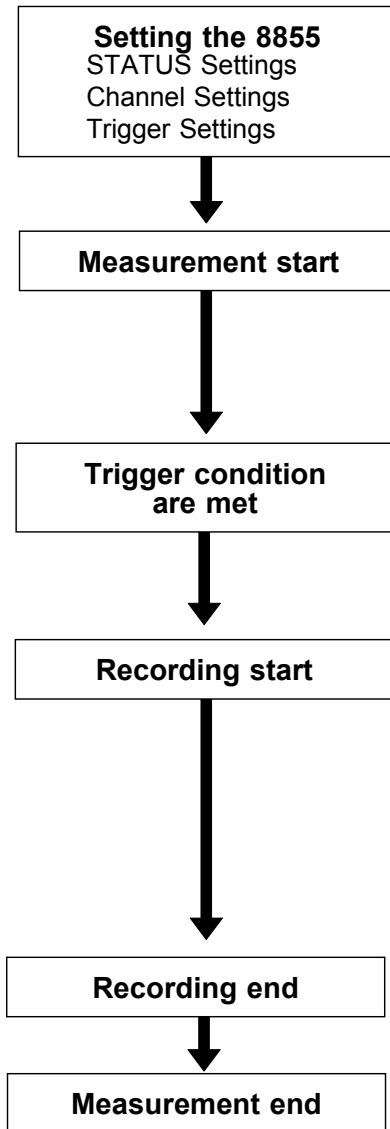 Setting the 8855
STATUS Settings
Channel Settings
Trigger Settings
Measurement start
Trigger condition
are met
Recording start
Recording end
Measurement end